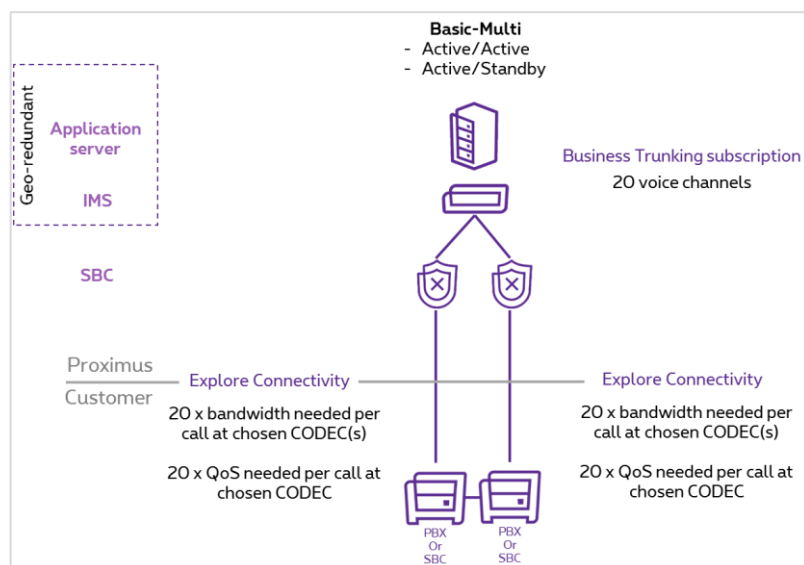 Basic-Multi
- Active/Active
- Active/Standby
Geo-redundant
Application
server
IMS
Business Trunking subscription
20 voice channels
SBC
Proximus
Customer
Explore Connectivity
20 x bandwidth needed per
call at chosen CODEC(s)
20 x QoS needed per call at
chosen CODEC
Explore Connectivity
20 x bandwidth needed per
call at chosen CODEC(s)
20 x QoS needed per call at
chosen CODEC
PBX
Or
SBC
PBX
Or
SBC